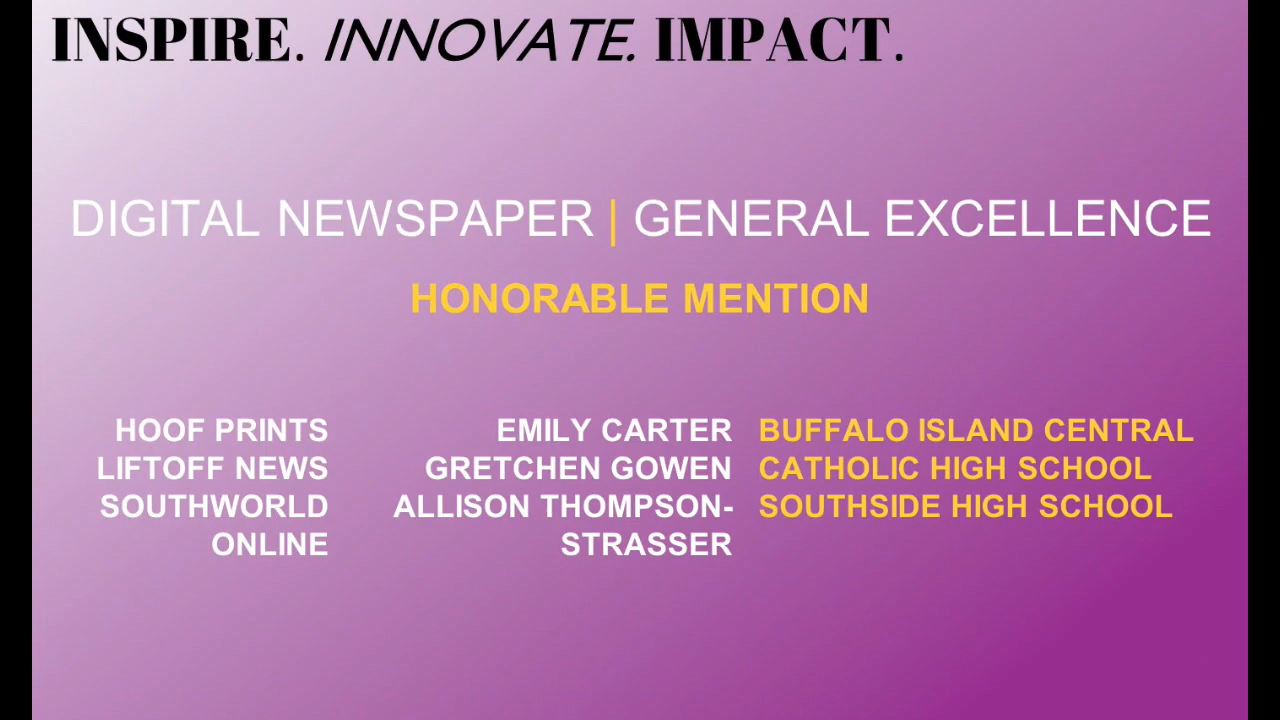 INSPIRE. INNOVATE. IMPACT.
DIGITAL NEWSPAPER | GENERAL EXCELLENCE
HONORABLE MENTION
HOOF PRINTS EMILY CARTER BUFFALO ISLAND CENTRAL
LIFTOFF NEWS GRETCHEN GOWEN CATHOLIC HIGH SCHOOL
SOUTHWORLD ALLISON THOMPSON- SOUTHSIDE HIGH SCHOOL
ONLINE STRASSER